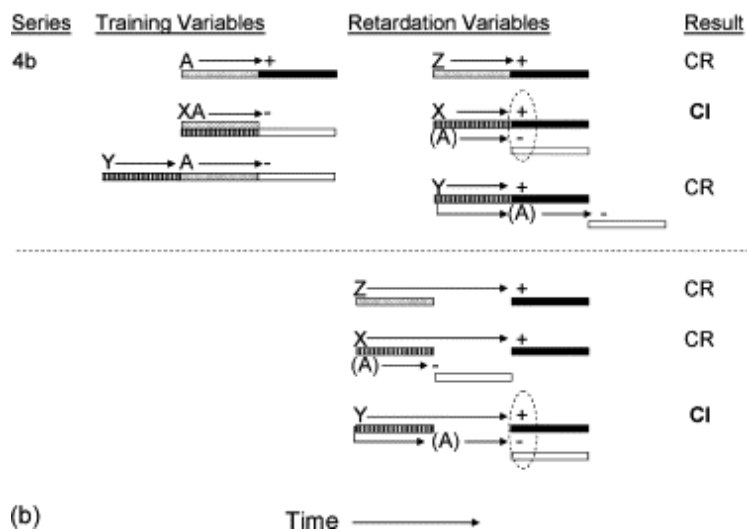 Series Training Variables Retardation Variables Result
4b A + Z + CR
XA - X + CI
(A) -
Y A - Y + CR
(A) -
Z + CR
X + CR
(A) -
Y + CI
(A) -
(b) Time